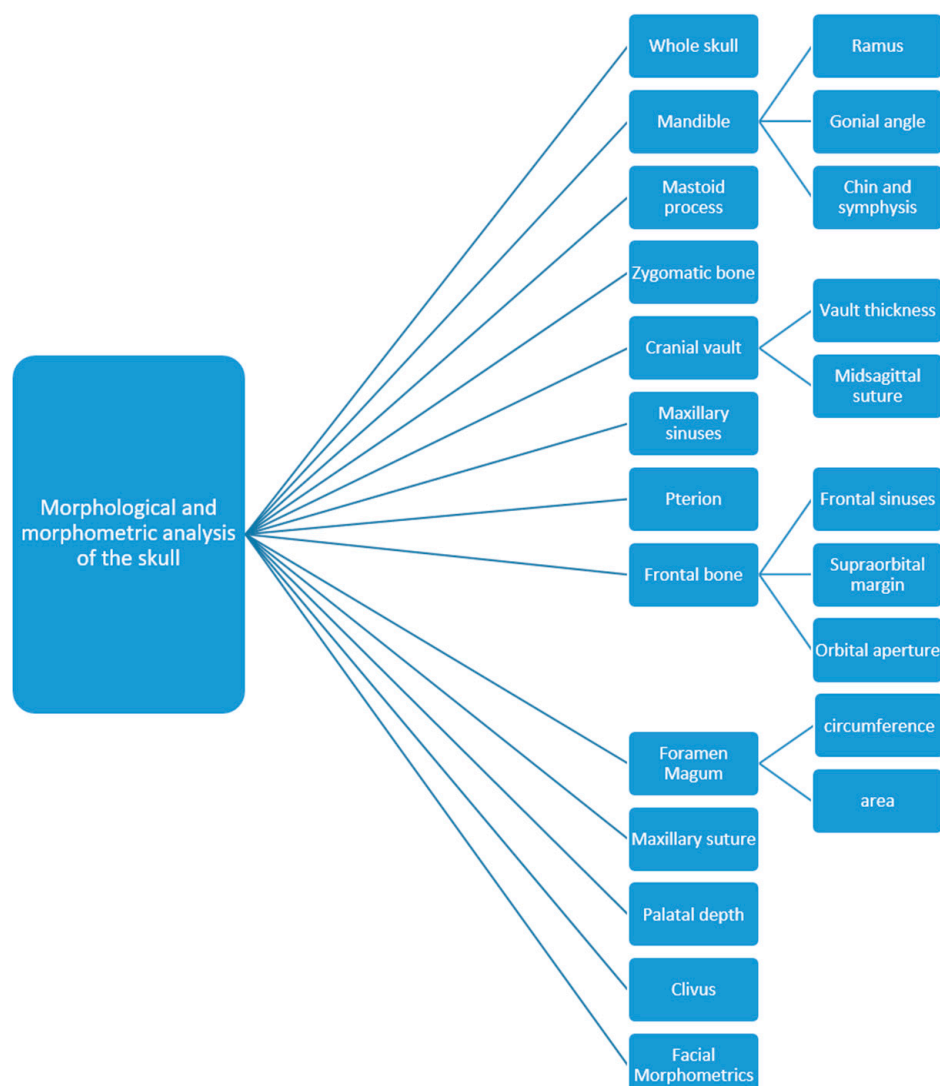 Morphological and
morphometric analysis
of the skull
Whole skull
Mandible
Ramus
Gonial angle
Chin and
symphysis
Mastoid
process
Zygomatic bone
Cranial vault
Vault thickness
Midsagittal
suture
Maxillary
sinuses
Pterion
Frontal bone
Frontal sinuses
Supraorbital
margin
Orbital aperture
Foramen
Magum
circumference
area
Maxillary suture
Palatal depth
Clivus
Facial
Morphometrics